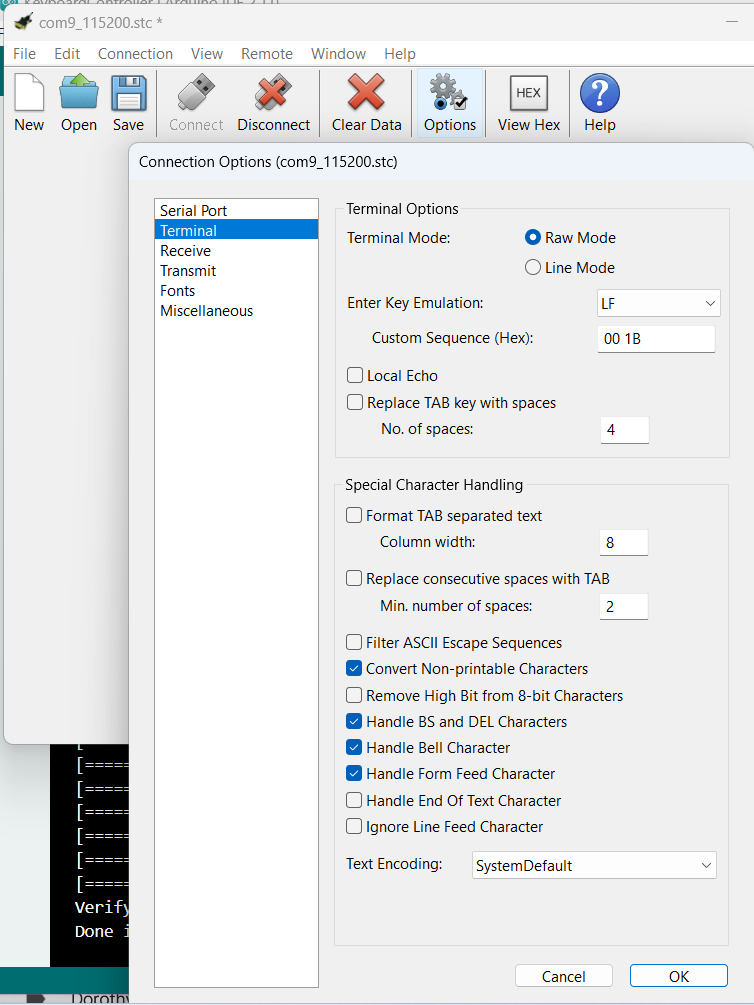 com9_115200.stc *
File Edit Connection View Remote Window Help
New Open Save Connect Disconnect Clear Data Options HEX View Hex ? Help
Connection Options (com9_115200.stc)
Serial Port
Terminal
Receive
Transmit
Fonts
Miscellaneous
Terminal Options
Terminal Mode: Raw Mode
Line Mode
Enter Key Emulation: LF
Custom Sequence (Hex): 00 1B
Local Echo
Replace TAB key with spaces
No. of spaces: 4
Special Character Handling
Format TAB separated text
Column width: 8
Replace consecutive spaces with TAB
Min. number of spaces: 2
Filter ASCII Escape Sequences
Convert Non-printable Characters
Remove High Bit from 8-bit Characters
Handle BS and DEL Characters
Handle Bell Character
Handle Form Feed Character
Handle End Of Text Character
Ignore Line Feed Character
Text Encoding: SystemDefault
Cancel OK
[=====
[=====
[=====
[=====
[=====
[=====
Verify
Done i